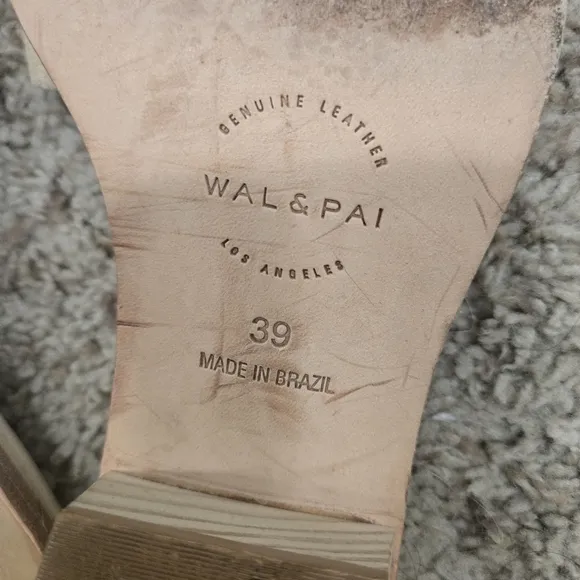 GENUINE LEATHER
WAL & PAI
LOS ANGELES
39
MADE IN BRAZIL